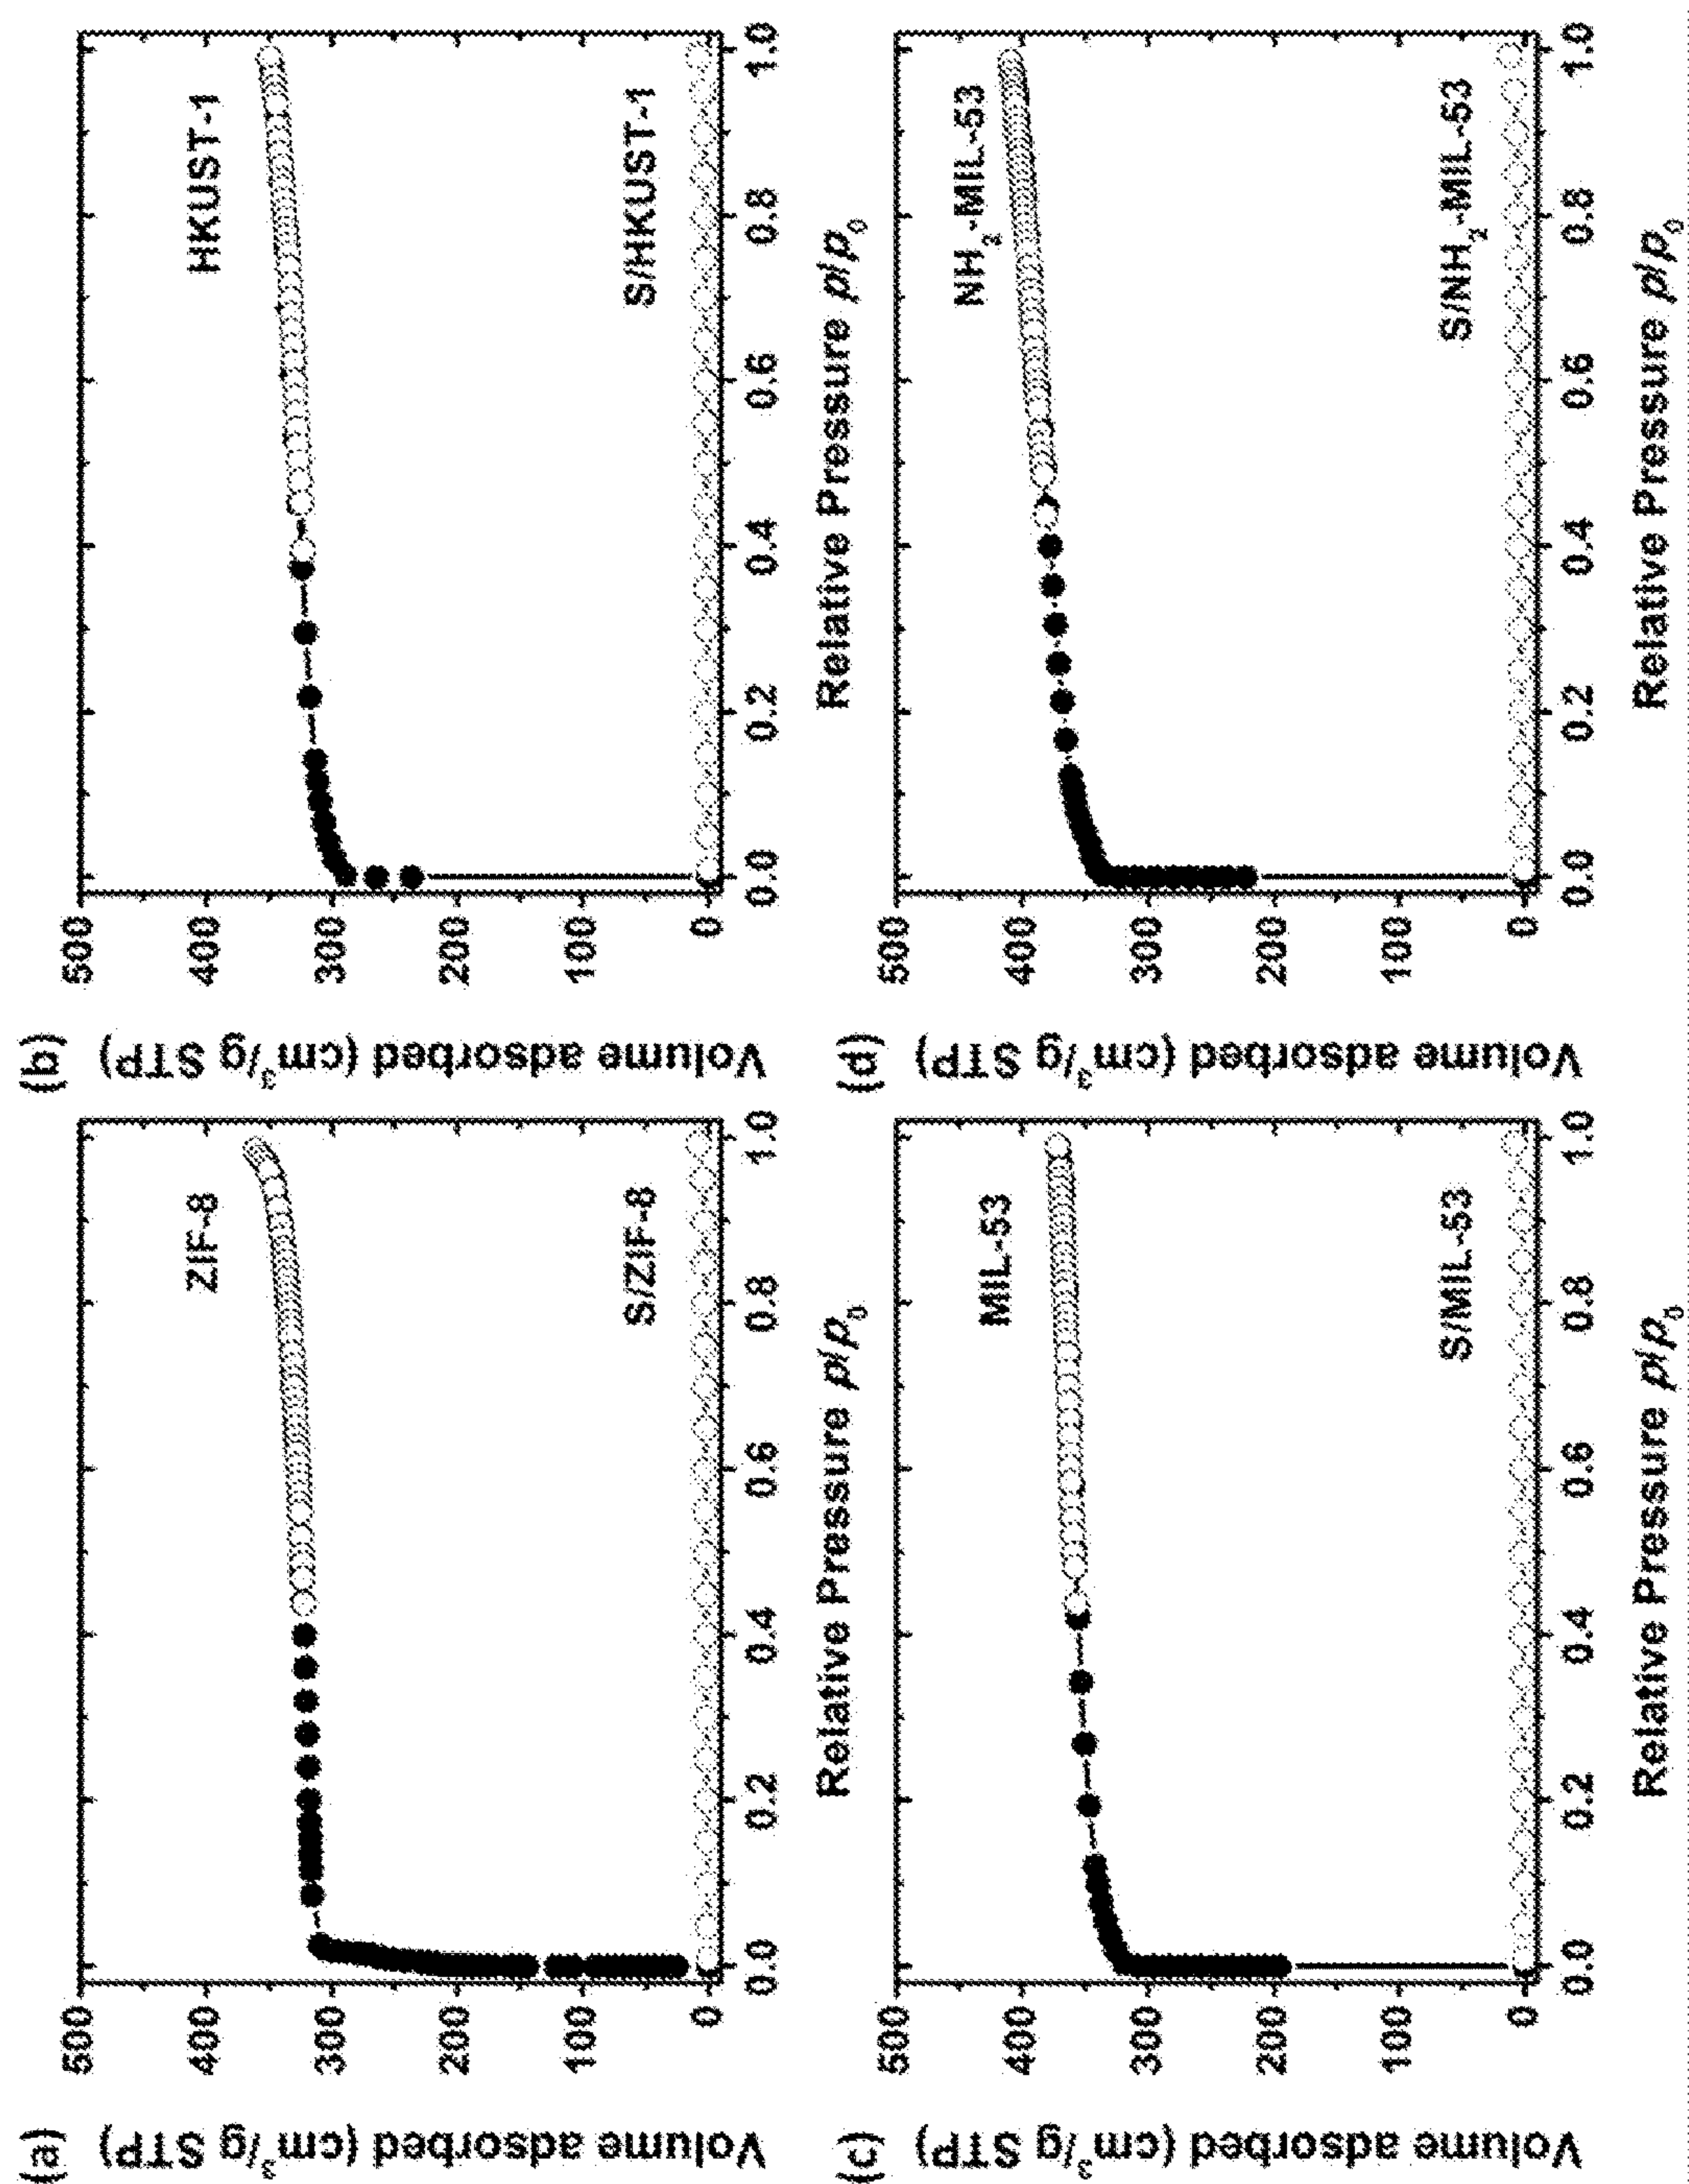 (a)
Volume adsorbed (cm³/g STP)
500
400
300
200
100
0
ZIF-8
S/ZIF-8
0.0 0.2 0.4 0.6 0.8 1.0
Relative Pressure p/p₀
(b)
Volume adsorbed (cm³/g STP)
500
400
300
200
100
0
HKUST-1
S/HKUST-1
0.0 0.2 0.4 0.6 0.8 1.0
Relative Pressure p/p₀
(c)
Volume adsorbed (cm³/g STP)
500
400
300
200
100
0
MIL-53
S/MIL-53
0.0 0.2 0.4 0.6 0.8 1.0
Relative Pressure p/p₀
(d)
Volume adsorbed (cm³/g STP)
500
400
300
200
100
0
NH₂-MIL-53
S/NH₂-MIL-53
0.0 0.2 0.4 0.6 0.8 1.0
Relative Pressure p/p₀